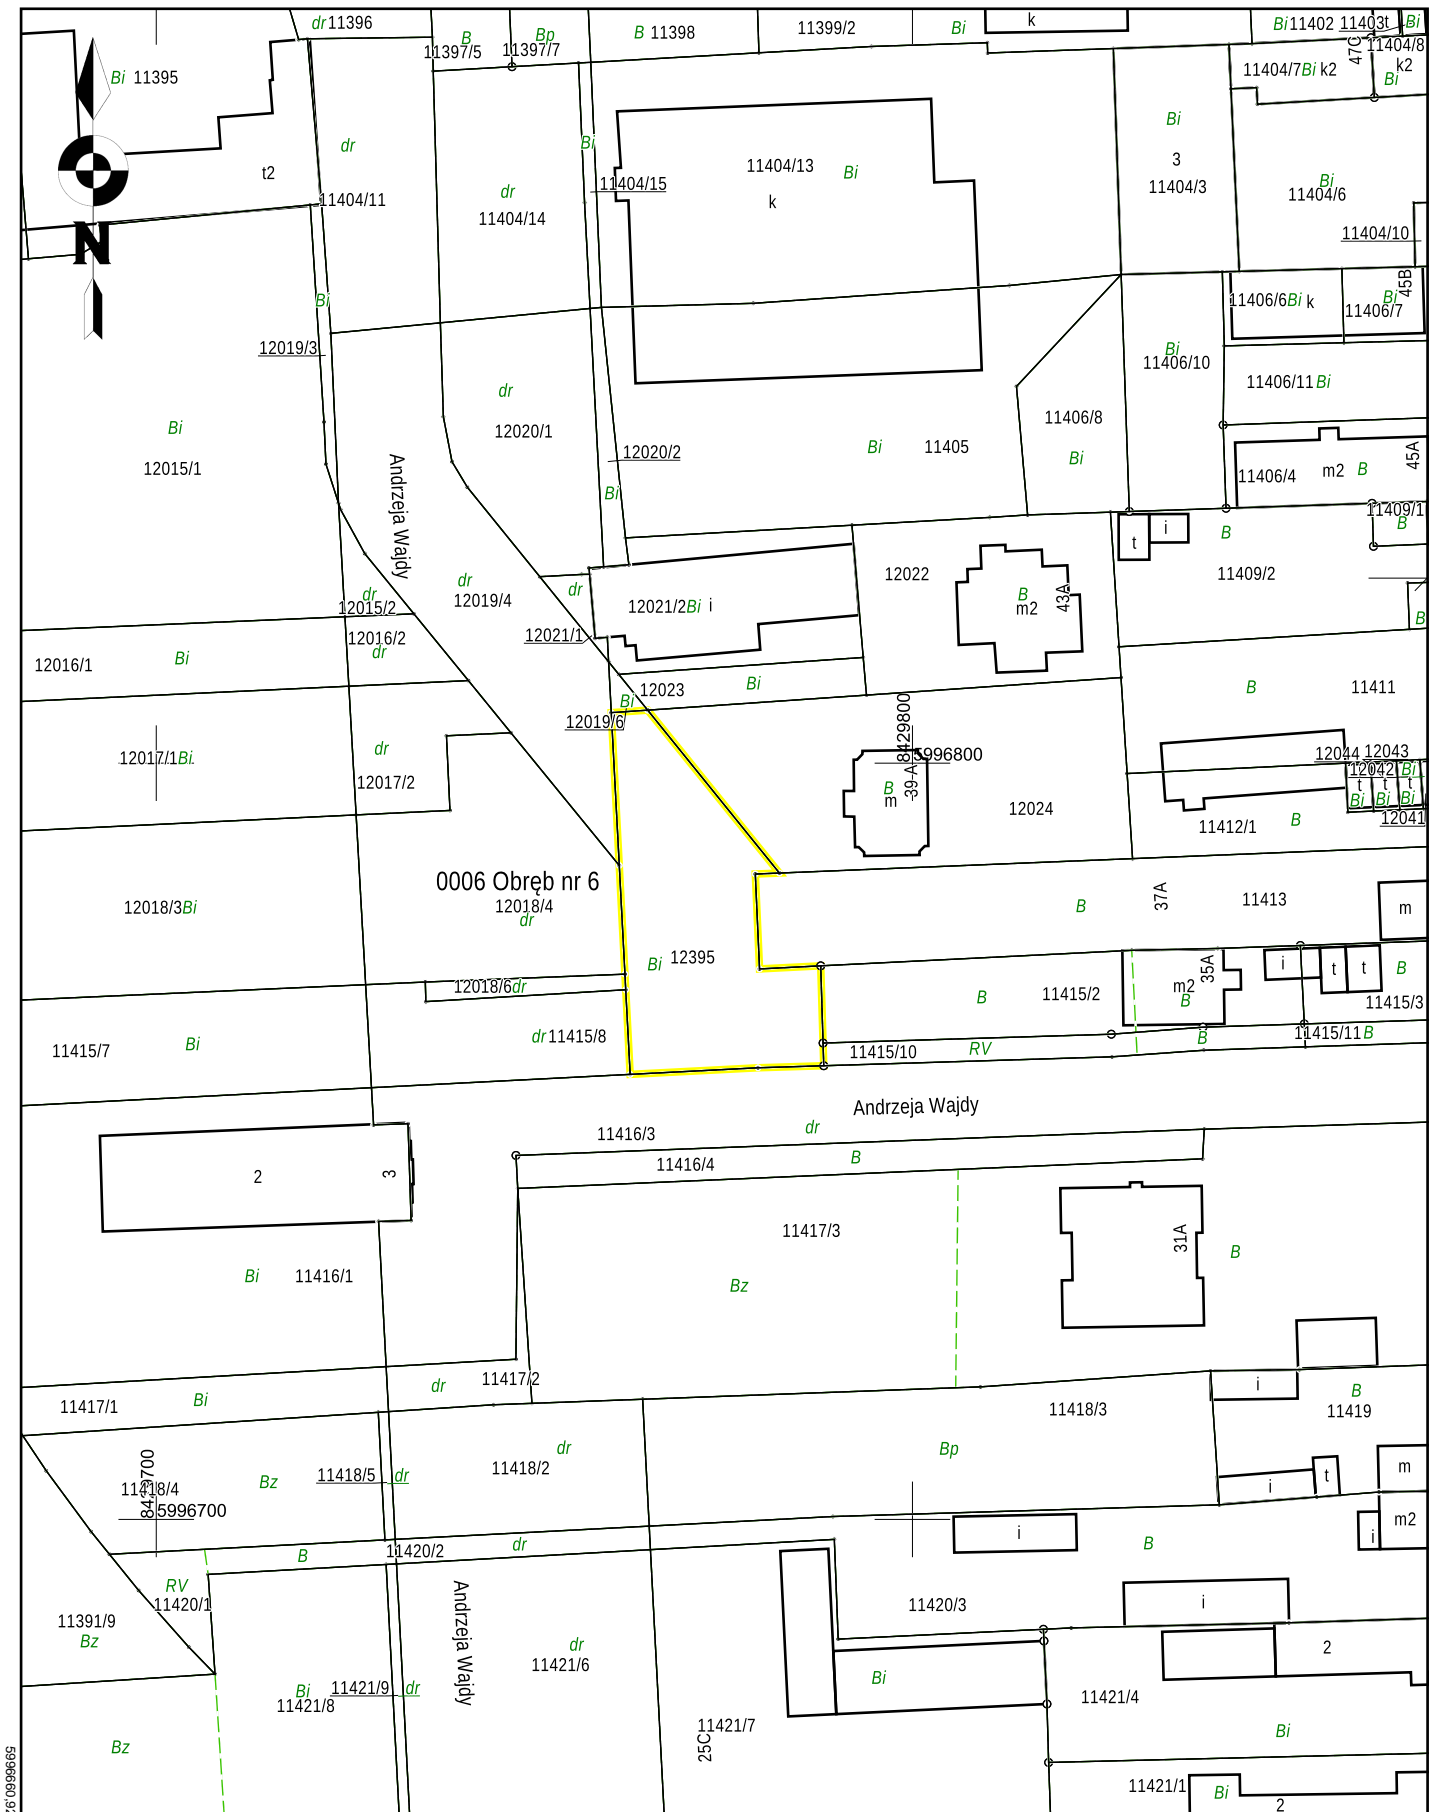 dr 11396
B
11397/5
Bp
11397/7
B 11398
11399/2
Bi
k
Bi 11402
11403
t
Bi
47C
11404/8
k2
Bi
11404/7 Bi k2
Bi 11395
t2
dr
11404/11
dr
11404/14
Bi
11404/15
11404/13
Bi
k
Bi
3
11404/3
Bi
11404/6
11404/10
N
Bi
12019/3
11406/6 Bi k
Bi
45B
11406/7
Bi
11406/10
11406/11 Bi
dr
12020/1
Bi
12015/1
12020/2
Bi
Bi 11405
11406/8
Bi
11406/4
m2
B
45A
11409/1
B
Andrzeja Wajdy
t
i
B
11409/2
12022
B
m2
43A
dr
12015/2
dr
12019/4
dr
12021/1
12021/2 Bi i
B
12016/1
Bi
12016/2
dr
12023
Bi
Bi
12019/6
B
11411
12017/1 Bi
dr
12017/2
8429800
5996800
B
m
39-A
12024
12044
12043
12042
Bi
t
t
t
Bi
Bi
Bi
12041
11412/1
B
0006 Obręb nr 6
12018/3 Bi
12018/4
dr
B
37A
11413
m
Bi 12395
12018/6 dr
B
11415/2
m2
35A
B
i
t
t
B
11415/3
11415/7
Bi
dr 11415/8
11415/10
RV
B
11415/11 B
Andrzeja Wajdy
11416/3
dr
11416/4
B
2
3
11417/3
Bz
31A
B
Bi
11416/1
11417/1
Bi
dr
11417/2
i
B
11419
11418/3
Bp
dr
11418/2
11418/4
Bz
11418/5
dr
5996700
i
t
m
m2
i
i
B
B
11420/2
dr
RV
11420/1
11391/9
Bz
Andrzeja Wajdy
dr
11421/6
11420/3
i
2
Bi
11421/8
11421/9
dr
Bi
11421/4
Bi
11421/7
25C
Bz
11421/1
Bi
2